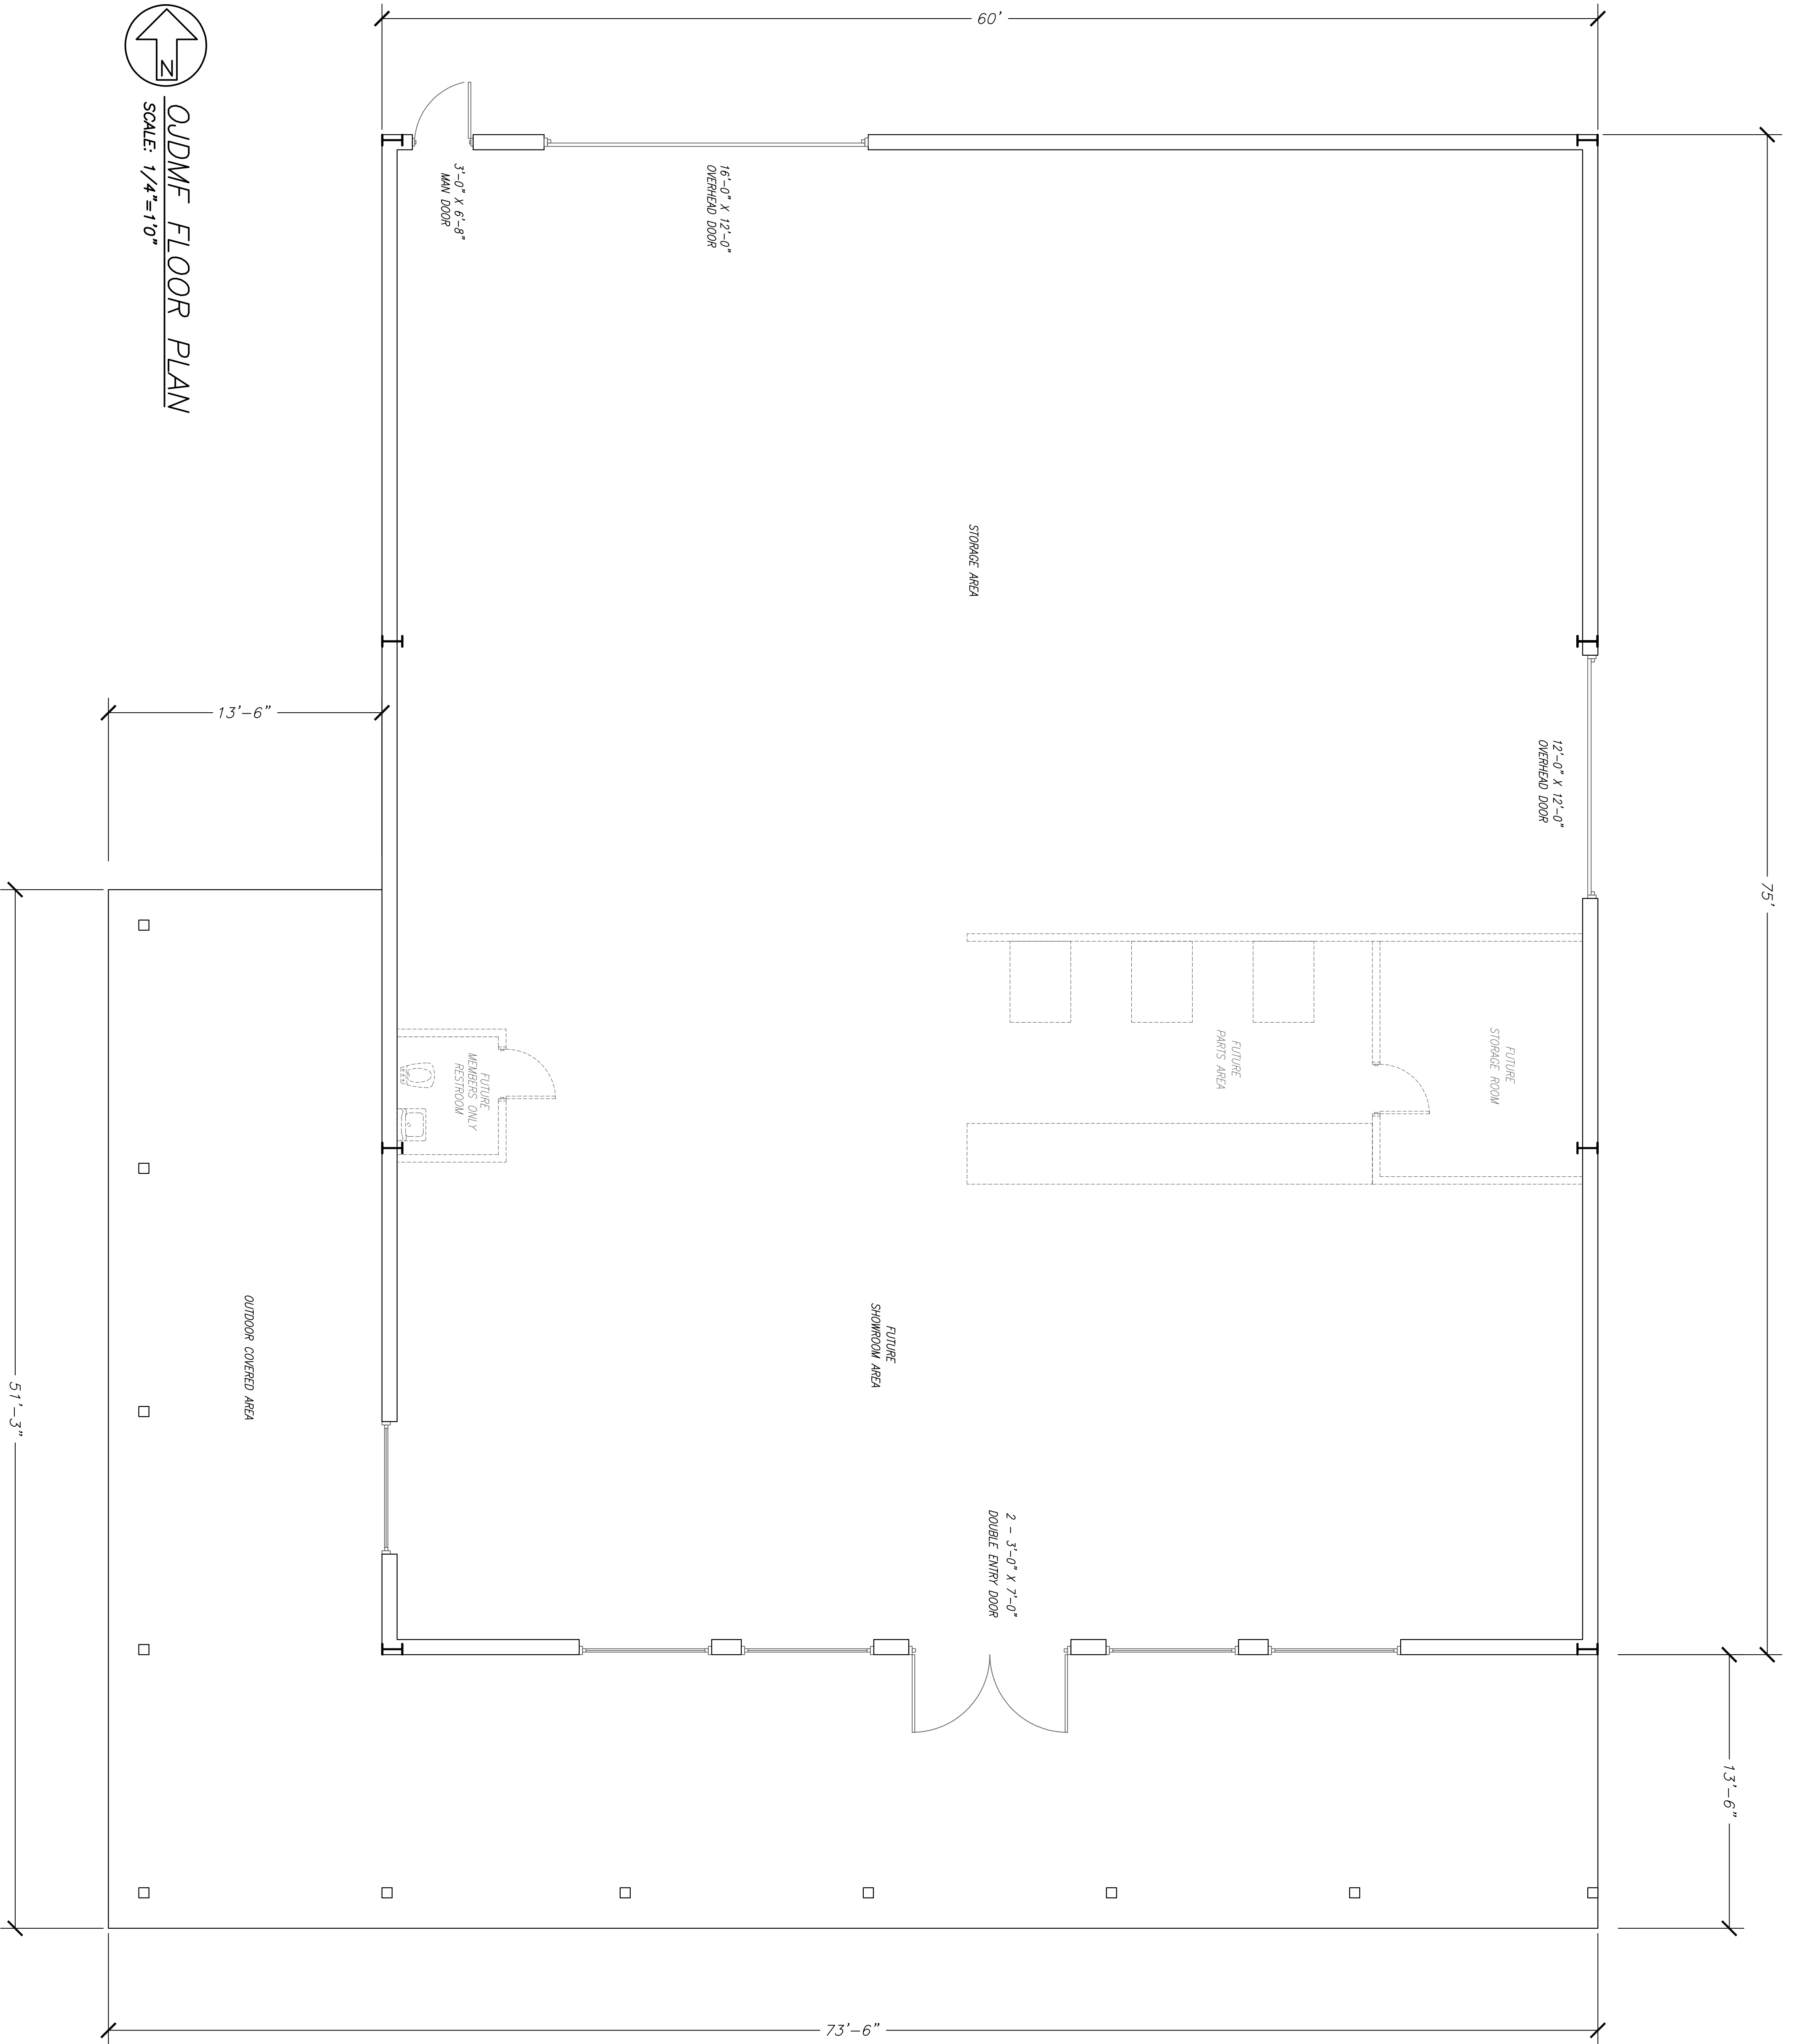 60'
75'
N
OJDMF FLOOR PLAN
SCALE: 1/4"=1'0"
3'-0" X 6'-8"
MAN DOOR
16'-0" X 12'-0"
OVERHEAD DOOR
STORAGE AREA
12'-0" X 12'-0"
OVERHEAD DOOR
13'-6"
FUTURE
MEMBERS ONLY
RESTROOM
FUTURE
PARTS AREA
FUTURE
STORAGE ROOM
OUTDOOR COVERED AREA
FUTURE
SHOWROOM AREA
2 - 3'-0" X 7'-0"
DOUBLE ENTRY DOOR
51'-3"
13'-6"
73'-6"